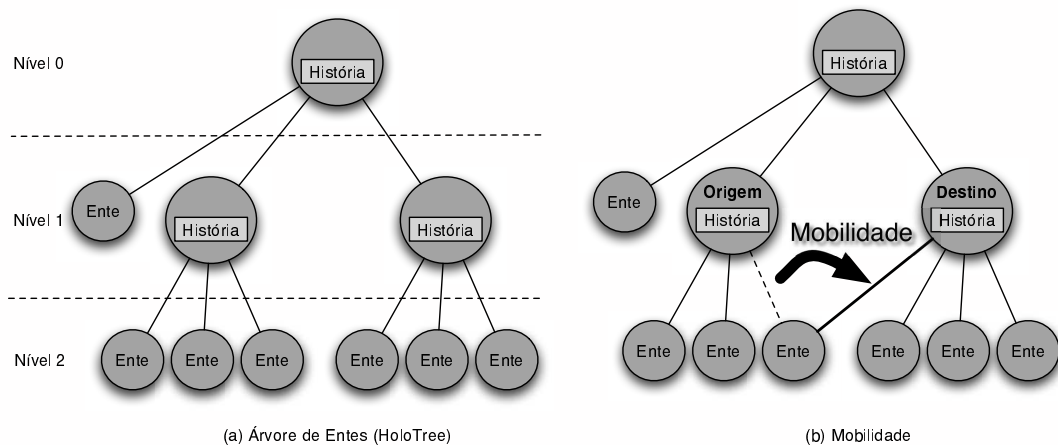 Nível 0
História
Nível 1
Ente
História
História
Nível 2
Ente
Ente
Ente
Ente
Ente
Ente
(a) Árvore de Entes (HoloTree)
História
Ente
Origem
História
Destino
História
Mobilidade
Ente
Ente
Ente
Ente
Ente
Ente
(b) Mobilidade